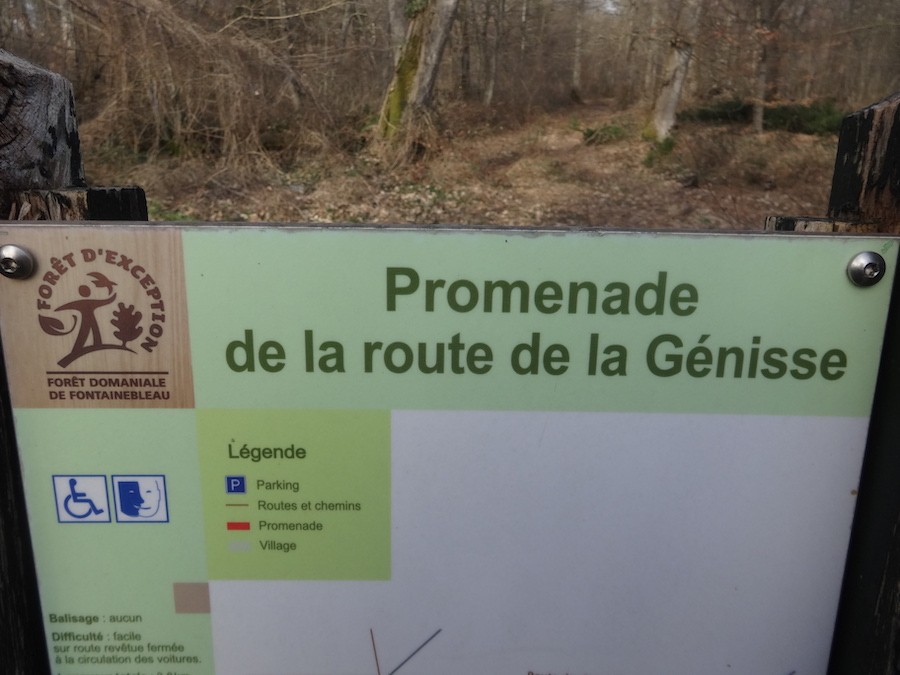 FORÊT D'EXCEPTION
FORÊT DOMANIALE
DE FONTAINEBLEAU
Promenade
de la route de la Génisse
Légende
P
Parking
Routes et chemins
Promenade
Village
Balisage : aucun
Difficulté : facile
sur route revêtue fermée
à la circulation des voitures.